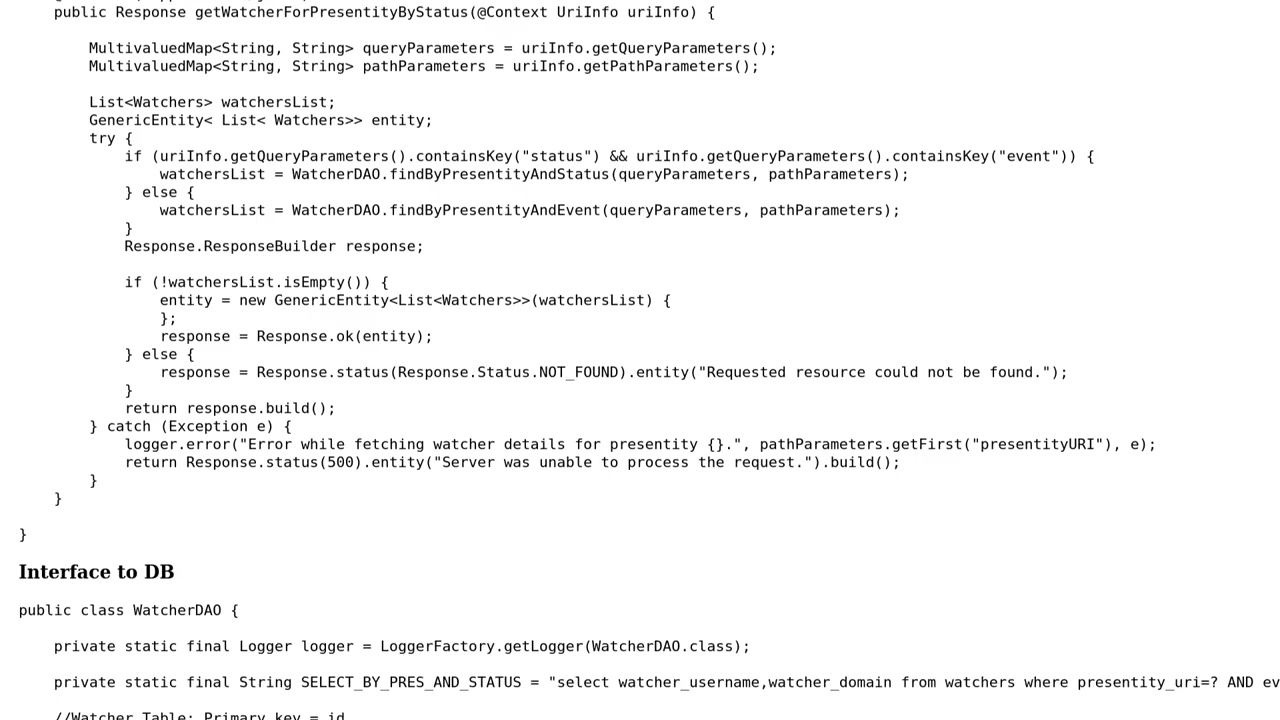 public Response getWatcherForPresentityByStatus(@Context UriInfo uriInfo) {
MultivaluedMap<String, String> queryParameters = uriInfo.getQueryParameters();
MultivaluedMap<String, String> pathParameters = uriInfo.getPathParameters();
List<Watchers> watchersList;
GenericEntity< List< Watchers>> entity;
try {
if (uriInfo.getQueryParameters().containsKey("status") && uriInfo.getQueryParameters().containsKey("event")) {
watchersList = WatcherDAO.findByPresentityAndStatus(queryParameters, pathParameters);
} else {
watchersList = WatcherDAO.findByPresentityAndEvent(queryParameters, pathParameters);
}
Response.ResponseBuilder response;
if (!watchersList.isEmpty()) {
entity = new GenericEntity<List<Watchers>>(watchersList) {
};
response = Response.ok(entity);
} else {
response = Response.status(Response.Status.NOT_FOUND).entity("Requested resource could not be found.");
}
return response.build();
} catch (Exception e) {
logger.error("Error while fetching watcher details for presentity {}.", pathParameters.getFirst("presentityURI"), e);
return Response.status(500).entity("Server was unable to process the request.").build();
}
}
}
Interface to DB
public class WatcherDAO {
private static final Logger logger = LoggerFactory.getLogger(WatcherDAO.class);
private static final String SELECT_BY_PRES_AND_STATUS = "select watcher_username,watcher_domain from watchers where presentity_uri=? AND ev
//Watcher Table: Primary key = id